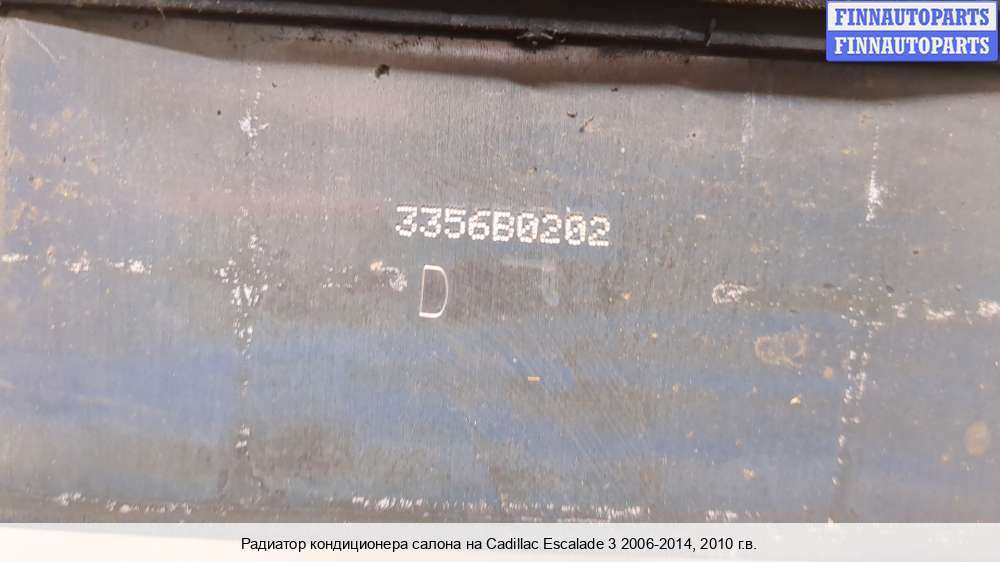 FINNAUTOPARTS
FINNAUTOPARTS
3356B0202
D
Радиатор кондиционера салона на Cadillac Escalade 3 2006-2014, 2010 г.в.